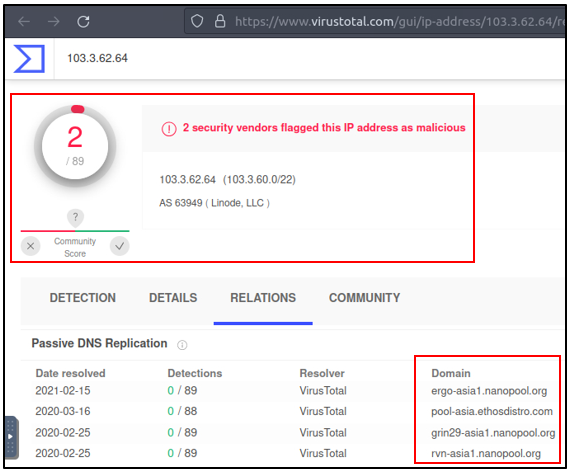 https://www.virustotal.com/gui/ip-address/103.3.62.64/re
103.3.62.64
2
/ 89
2 security vendors flagged this IP address as malicious
103.3.62.64 (103.3.60.0/22)
AS 63949 ( Linode, LLC )
?
Community
Score
DETECTION DETAILS RELATIONS COMMUNITY
Passive DNS Replication
Date resolved Detections Resolver Domain
2021-02-15 0 / 89 VirusTotal ergo-asia1.nanopool.org
2020-03-16 0 / 88 VirusTotal pool-asia.ethosdistro.com
2020-02-25 0 / 89 VirusTotal grin29-asia1.nanopool.org
2020-02-25 0 / 89 VirusTotal rvn-asia1.nanopool.org